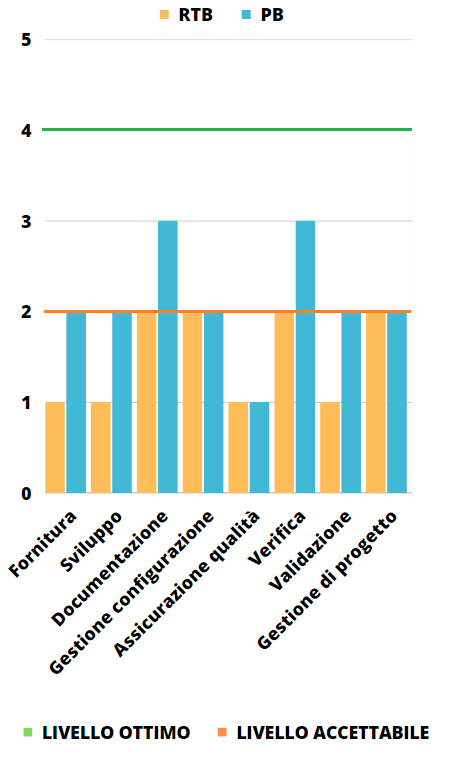 RTB PB
5
4
3
2
1
0
Fornitura
Sviluppo
Documentazione
Gestione configurazione
Assicurazione qualità
Verifica
Validazione
Gestione di progetto
LIVELLO OTTIMO LIVELLO ACCETTABILE